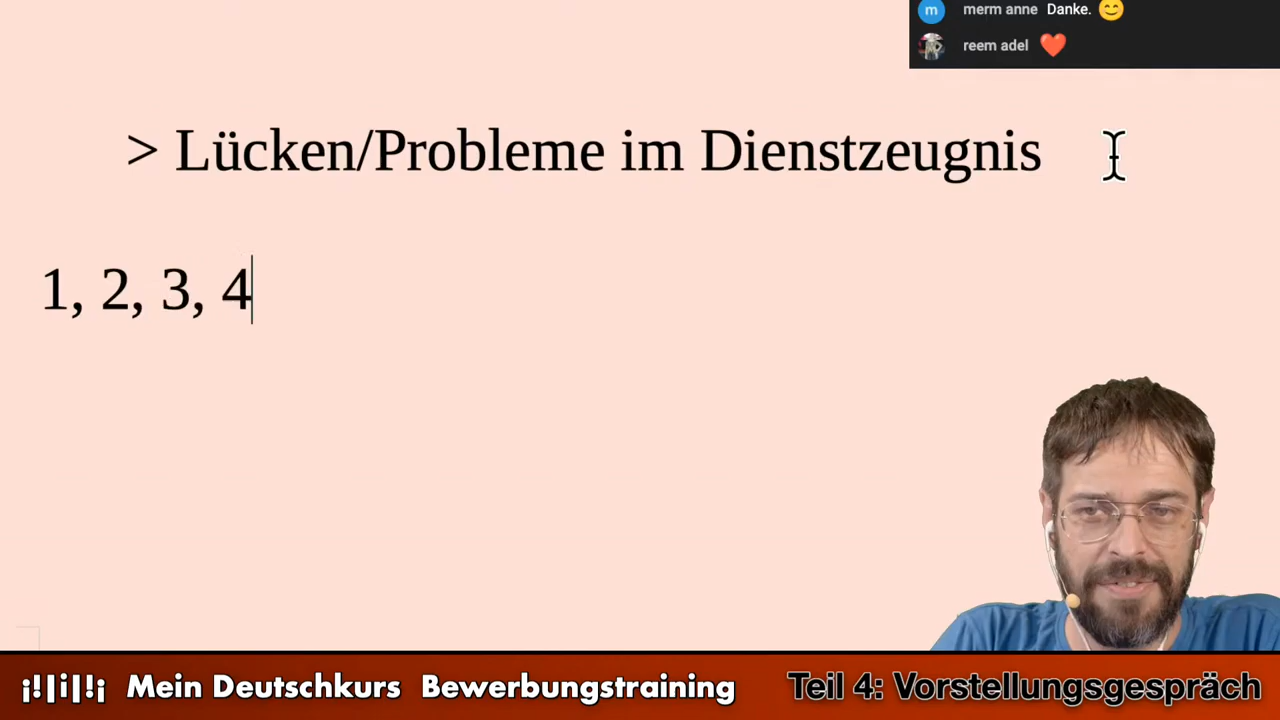 m merm anne Danke. 😊
reem adel ❤️
> Lücken/Probleme im Dienstzeugnis
1, 2, 3, 4
¡!|i|!¡ Mein Deutschkurs Bewerbungstraining
Teil 4: Vorstellungsgespräch